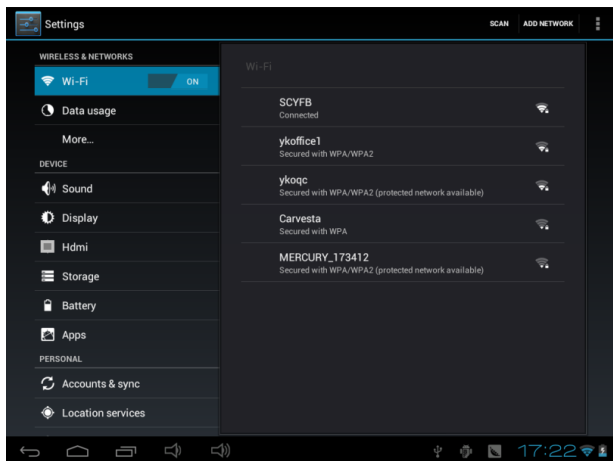 Settings
SCAN
ADD NETWORK
WIRELESS & NETWORKS
Wi-Fi
ON
Data usage
More...
DEVICE
Sound
Display
Hdmi
Storage
Battery
Apps
PERSONAL
Accounts & sync
Location services
Wi-Fi
SCYFB
Connected
ykoffice1
Secured with WPA/WPA2
ykoqc
Secured with WPA/WPA2 (protected network available)
Carvesta
Secured with WPA
MERCURY_173412
Secured with WPA/WPA2 (protected network available)
17:22